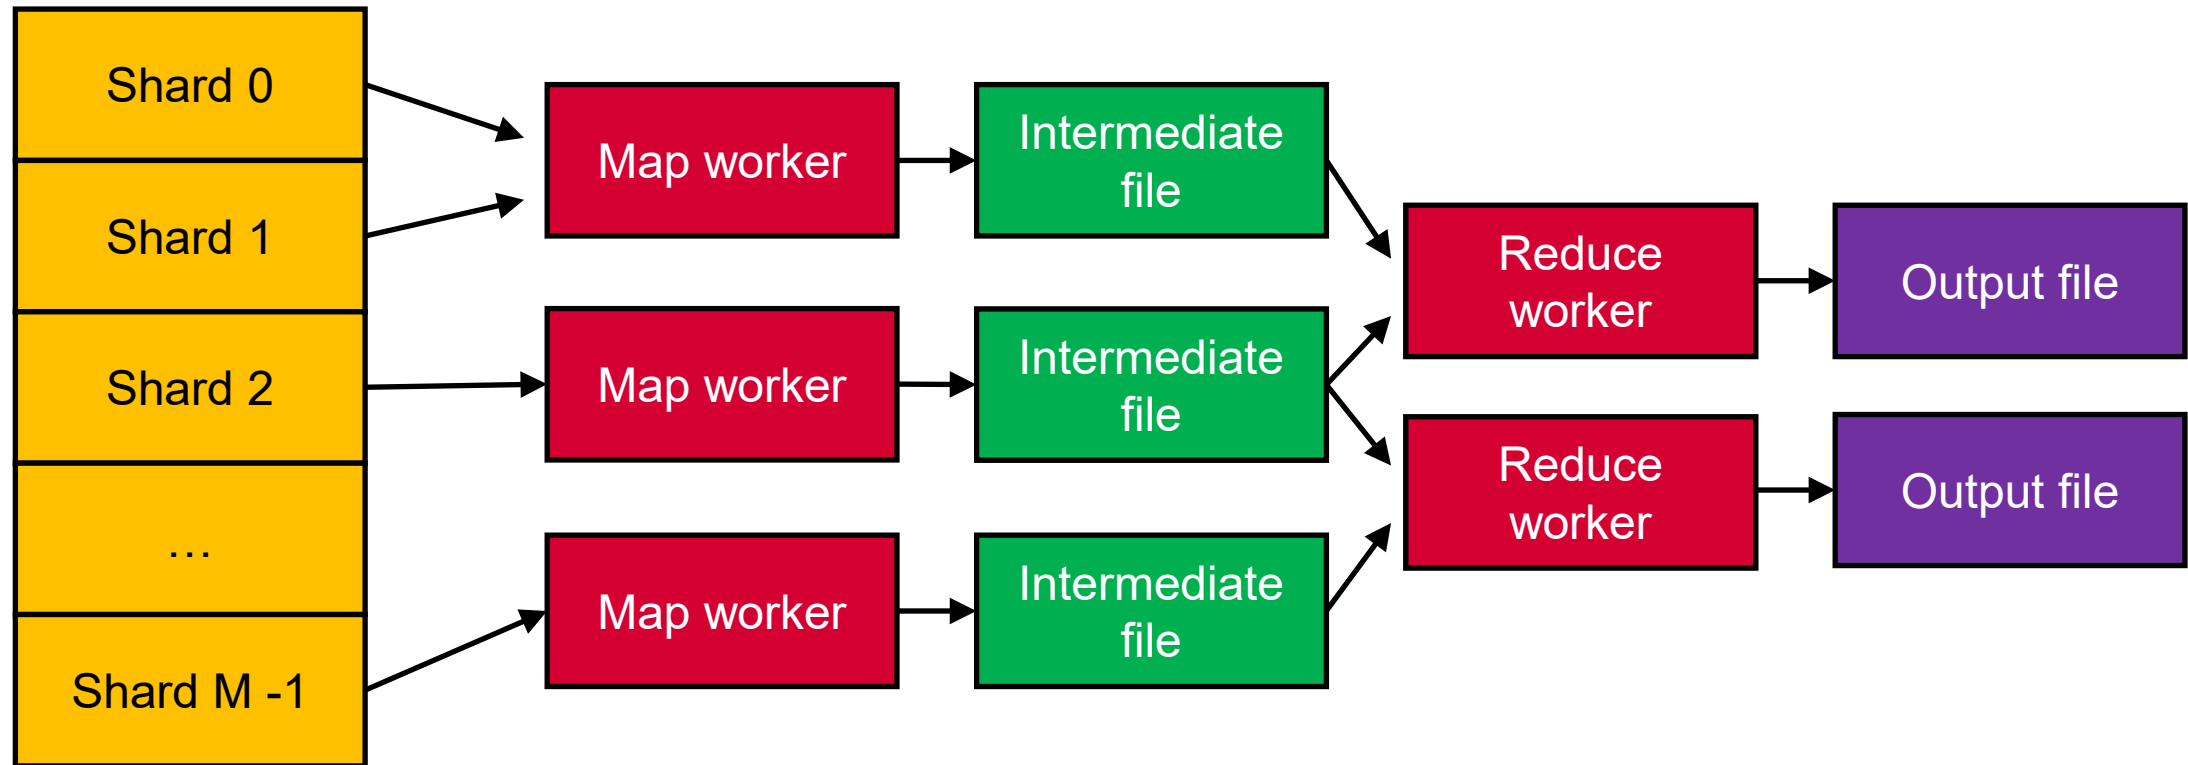 Shard 0
Shard 1
Shard 2
…
Shard M -1
Map worker
Map worker
Map worker
Intermediate
file
Intermediate
file
Intermediate
file
Reduce
worker
Reduce
worker
Output file
Output file